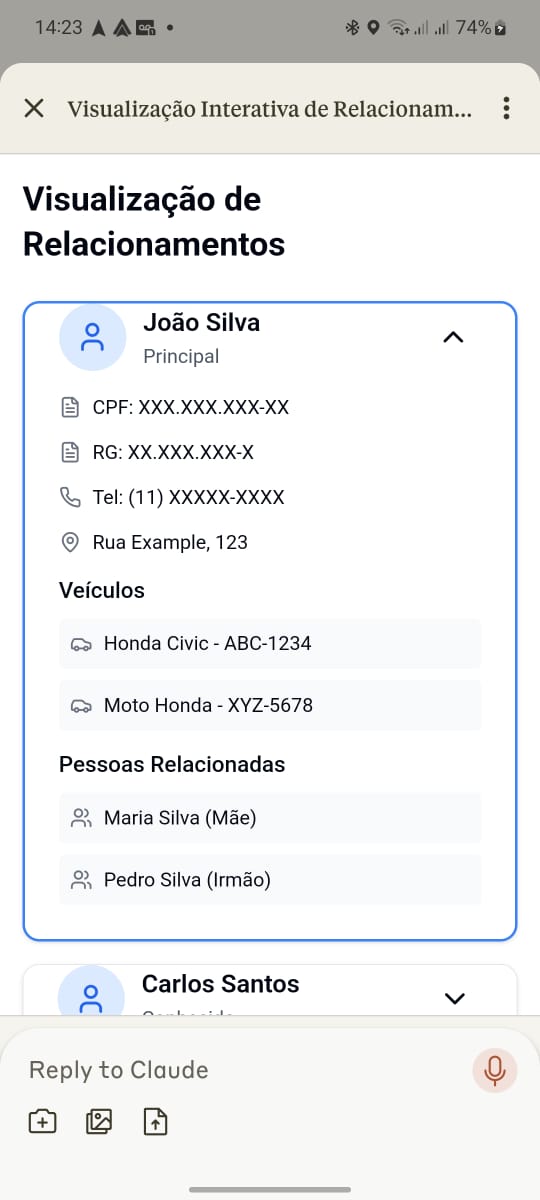 14:23
74%
Visualização Interativa de Relacionam...
Visualização de
Relacionamentos
João Silva
Principal
CPF: XXX.XXX.XXX-XX
RG: XX.XXX.XXX-X
Tel: (11) XXXXX-XXXX
Rua Example, 123
Veículos
Honda Civic - ABC-1234
Moto Honda - XYZ-5678
Pessoas Relacionadas
Maria Silva (Mãe)
Pedro Silva (Irmão)
Carlos Santos
Reply to Claude